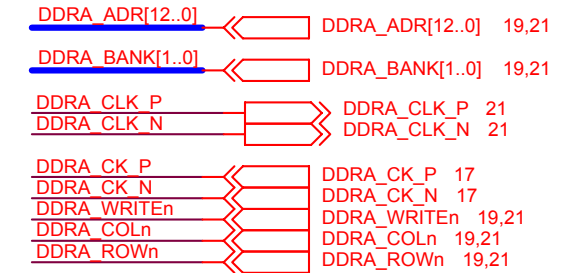 DDRA_ADR[12..0] DDRA_ADR[12..0] 19,21
DDRA_BANK[1..0] DDRA_BANK[1..0] 19,21
DDRA_CLK_P DDRA_CLK_P 21
DDRA_CLK_N DDRA_CLK_N 21
DDRA_CK_P DDRA_CK_P 17
DDRA_CK_N DDRA_CK_N 17
DDRA_WRITEn DDRA_WRITEn 19,21
DDRA_COLn DDRA_COLn 19,21
DDRA_ROWn DDRA_ROWn 19,21